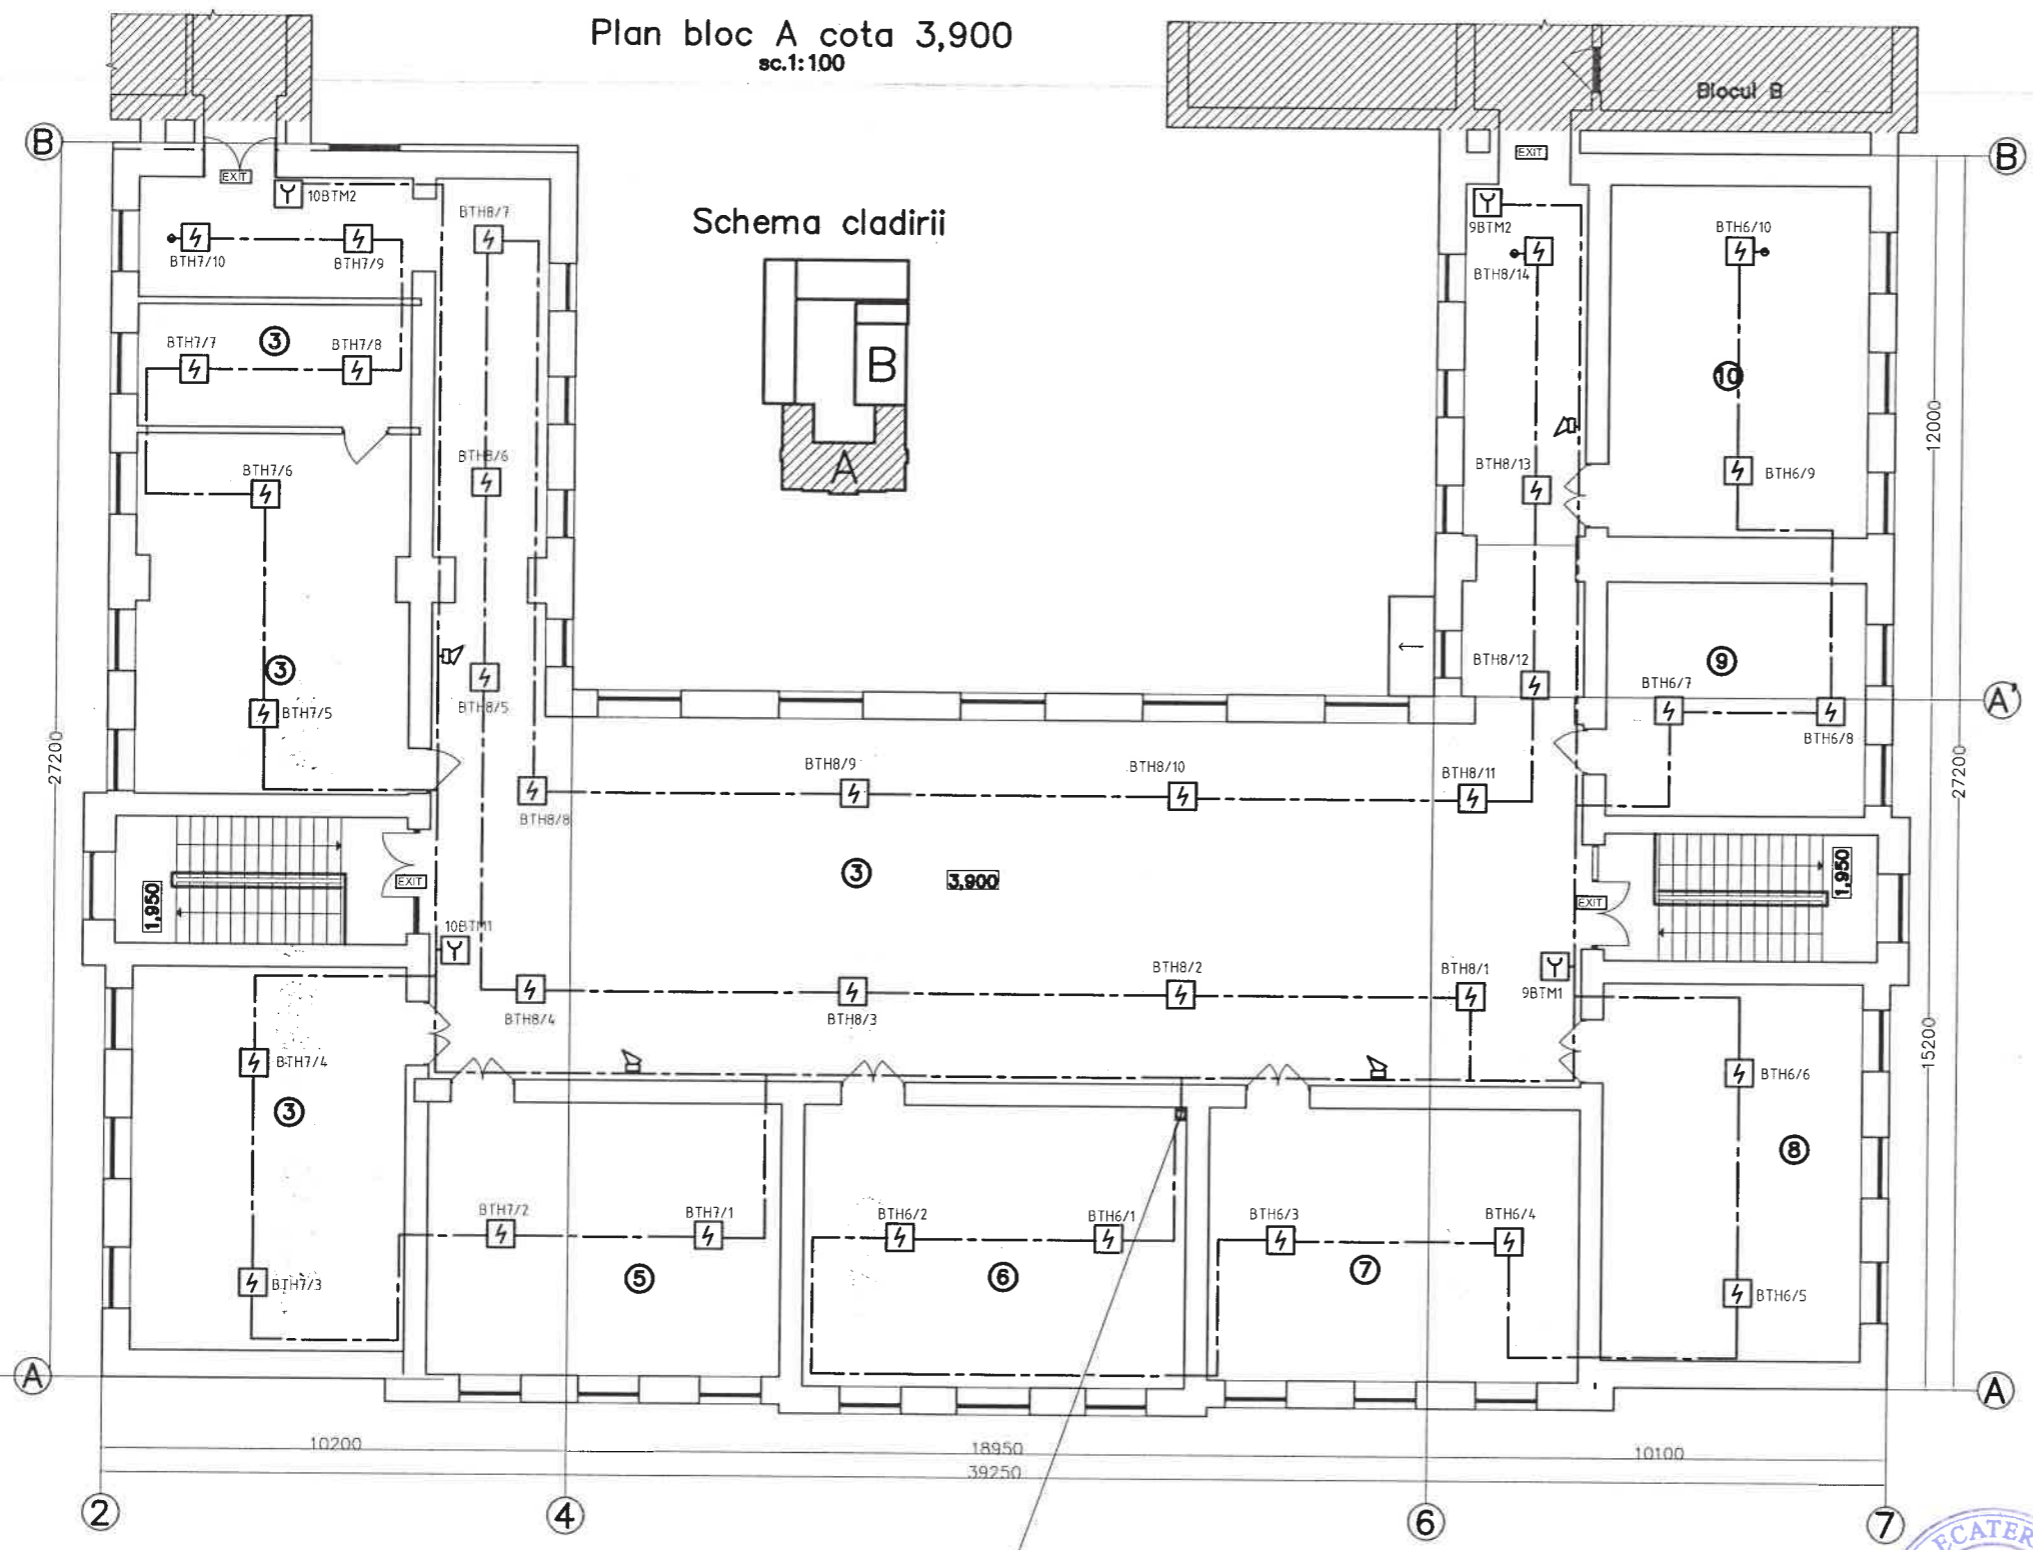 Plan bloc A cota 3,900
sc.1:100
Blocul B
B
B
EXIT
EXIT
10BTM2
BTH8/7
Schema cladirii
9BTM2
BTH6/10
BTH7/10
BTH7/9
BTH8/14
BTH7/7
3
BTH7/8
B
10
12000
A
BTH8/6
BTH7/6
BTH8/13
BTH6/9
3
BTH8/12
9
BTH6/7
A'
BTH7/5
BTH8/5
BTH6/8
27200
27200
BTH8/9
BTH8/10
BTH8/11
BTH8/8
3
3,900
1,950
EXIT
EXIT
1,950
10BTM1
BTH8/2
BTH8/1
9BTM1
BTH8/4
BTH8/3
15200
BTH7/4
BTH6/6
3
8
BTH7/2
BTH7/1
BTH6/2
BTH6/1
BTH6/3
BTH6/4
BTH7/3
5
6
7
BTH6/5
A
A
10200
18950
10100
39250
2
4
6
7
ECATER